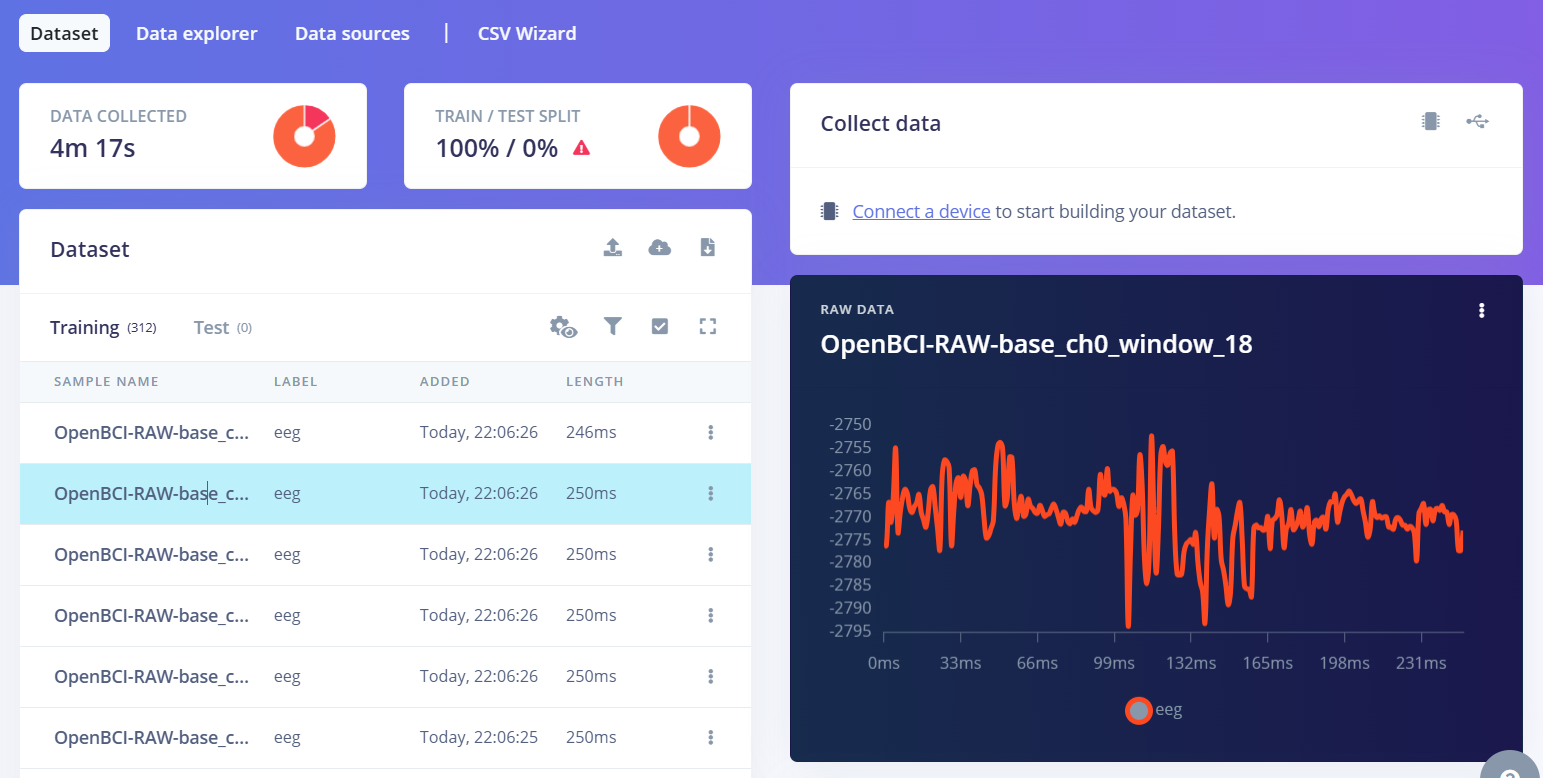 Dataset Data explorer Data sources | CSV Wizard
DATA COLLECTED
4m 17s
TRAIN / TEST SPLIT
100% / 0%
Collect data
Connect a device to start building your dataset.
Dataset
Training (312) Test (0)
SAMPLE NAME LABEL ADDED LENGTH
OpenBCI-RAW-base_c... eeg Today, 22:06:26 246ms
OpenBCI-RAW-base_c... eeg Today, 22:06:26 250ms
OpenBCI-RAW-base_c... eeg Today, 22:06:26 250ms
OpenBCI-RAW-base_c... eeg Today, 22:06:26 250ms
OpenBCI-RAW-base_c... eeg Today, 22:06:26 250ms
OpenBCI-RAW-base_c... eeg Today, 22:06:25 250ms
RAW DATA
OpenBCI-RAW-base_ch0_window_18
-2750
-2755
-2760
-2765
-2770
-2775
-2780
-2785
-2790
-2795
0ms 33ms 66ms 99ms 132ms 165ms 198ms 231ms
eeg